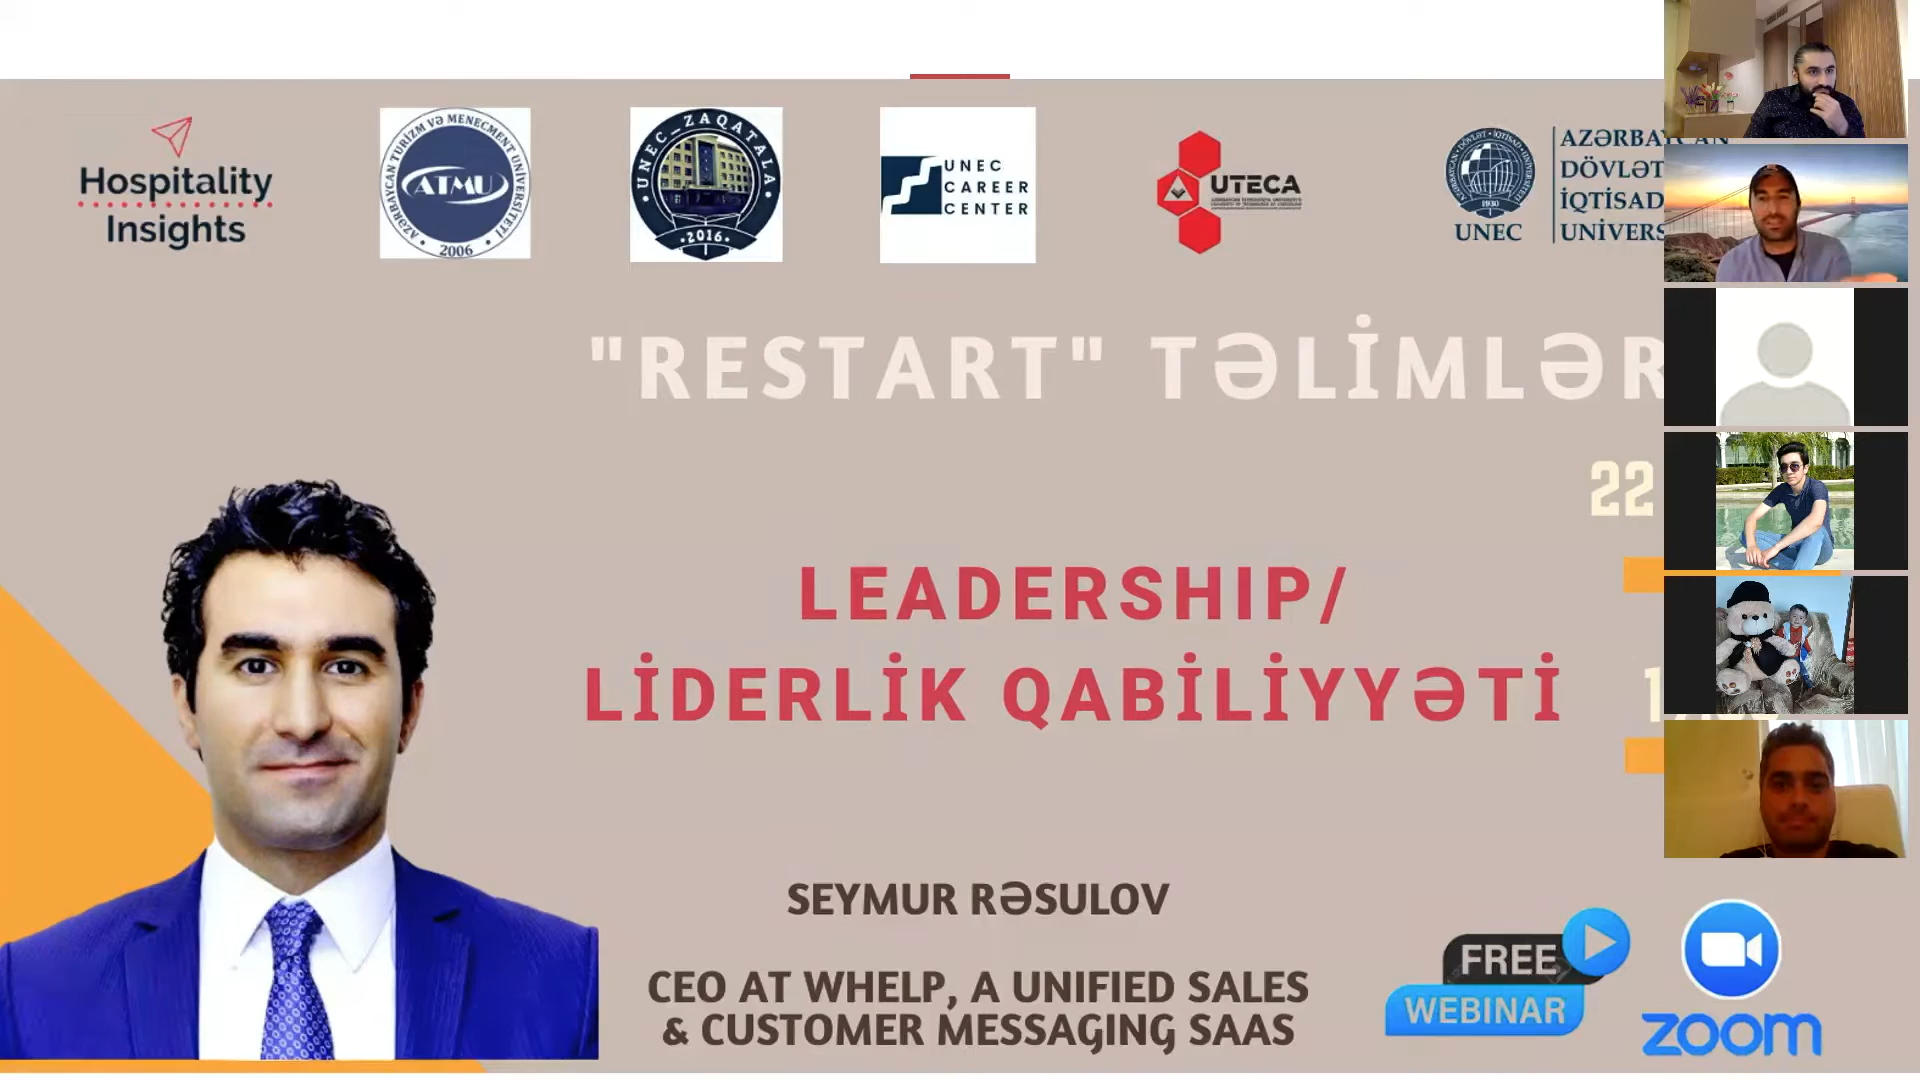 Hospitality
Insights
AZƏRBAYCAN TURİZM VƏ MENECMENT UNİVERSİTETİ
ATMU
2006
UNEC_ZAQATALA
2016
UNEC
CAREER
CENTER
UTECA
1930
UNEC
AZƏRBAYCAN
DÖVLƏT
İQTİSAD
UNİVERS
"RESTART" TƏLİMLƏR
22
LEADERSHIP/
LİDERLİK QABİLİYYƏTİ
SEYMUR RƏSULOV
CEO AT WHELP, A UNIFIED SALES
& CUSTOMER MESSAGING SAAS
FREE
WEBINAR
zoom